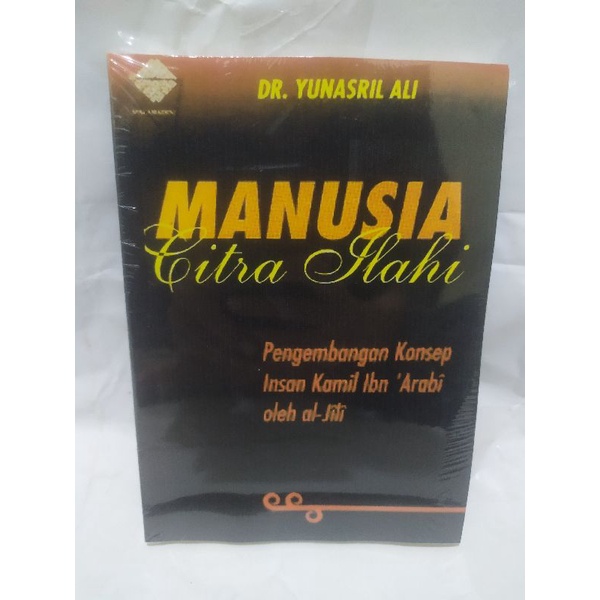 DR. YUNASRIL ALI
MANUSIA
Citra Ilahi
Pengembangan Konsep
Insan Kamil Ibn 'Arabî
oleh al-Jîlî